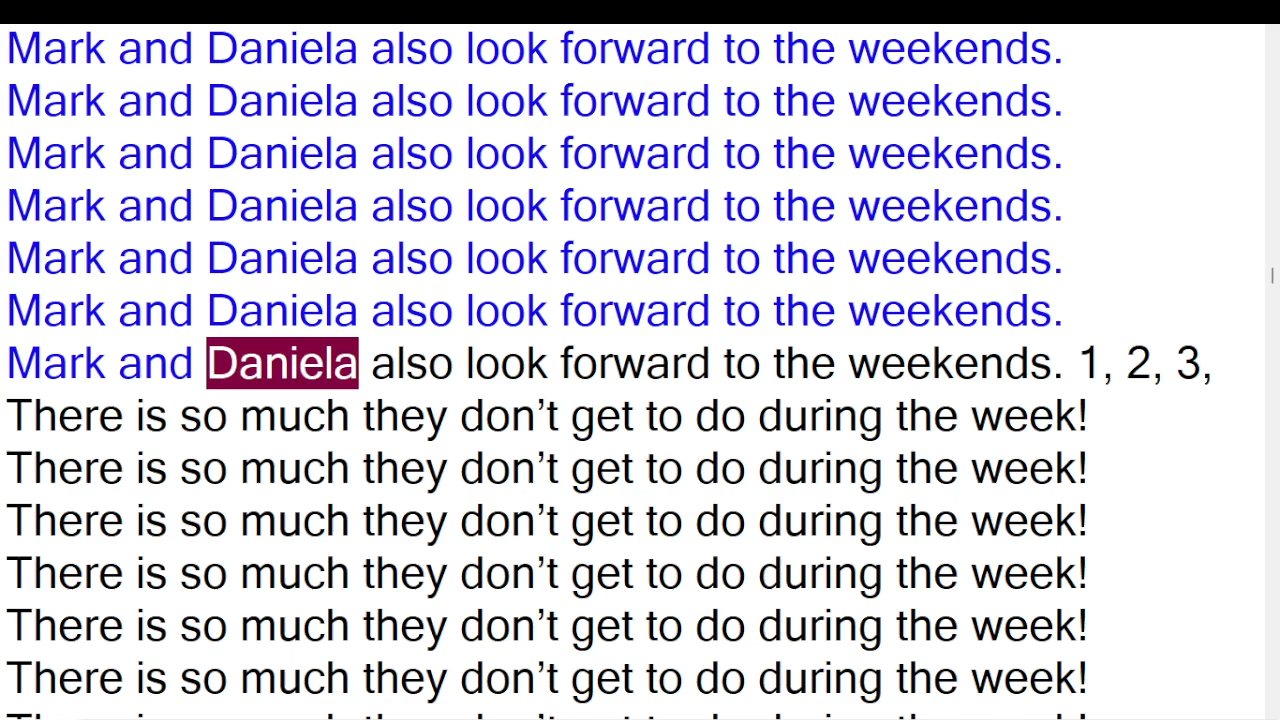 Mark and Daniela also look forward to the weekends.
Mark and Daniela also look forward to the weekends.
Mark and Daniela also look forward to the weekends.
Mark and Daniela also look forward to the weekends.
Mark and Daniela also look forward to the weekends.
Mark and Daniela also look forward to the weekends.
Mark and Daniela also look forward to the weekends. 1, 2, 3,
There is so much they don’t get to do during the week!
There is so much they don’t get to do during the week!
There is so much they don’t get to do during the week!
There is so much they don’t get to do during the week!
There is so much they don’t get to do during the week!
There is so much they don’t get to do during the week!